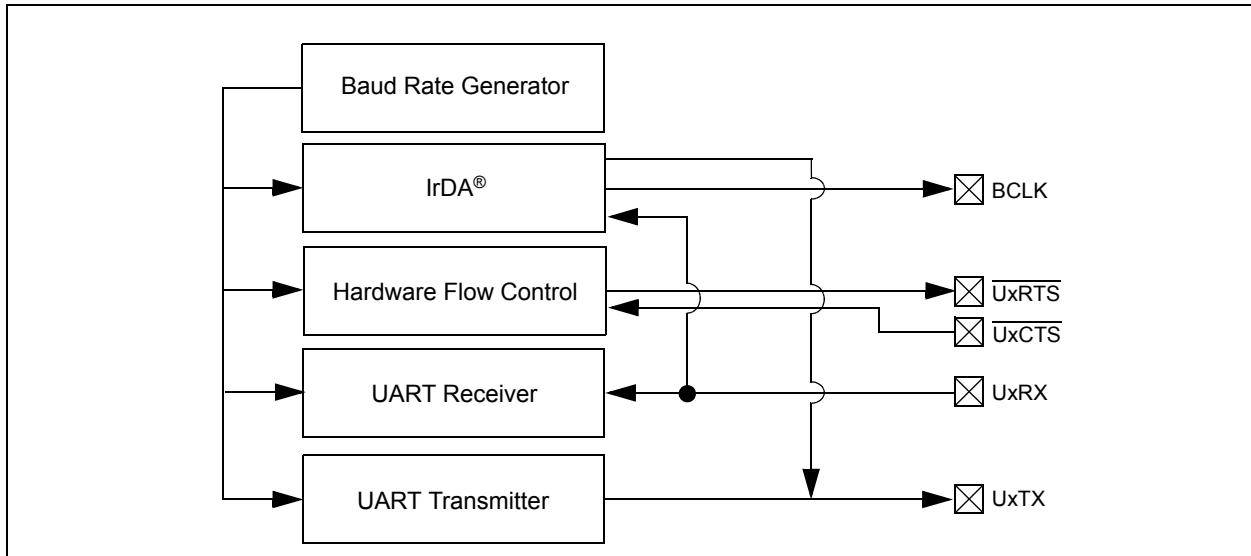 Baud Rate Generator
IrDA®
BCLK
Hardware Flow Control
UxRTS
UxCTS
UART Receiver
UxRX
UART Transmitter
UxTX